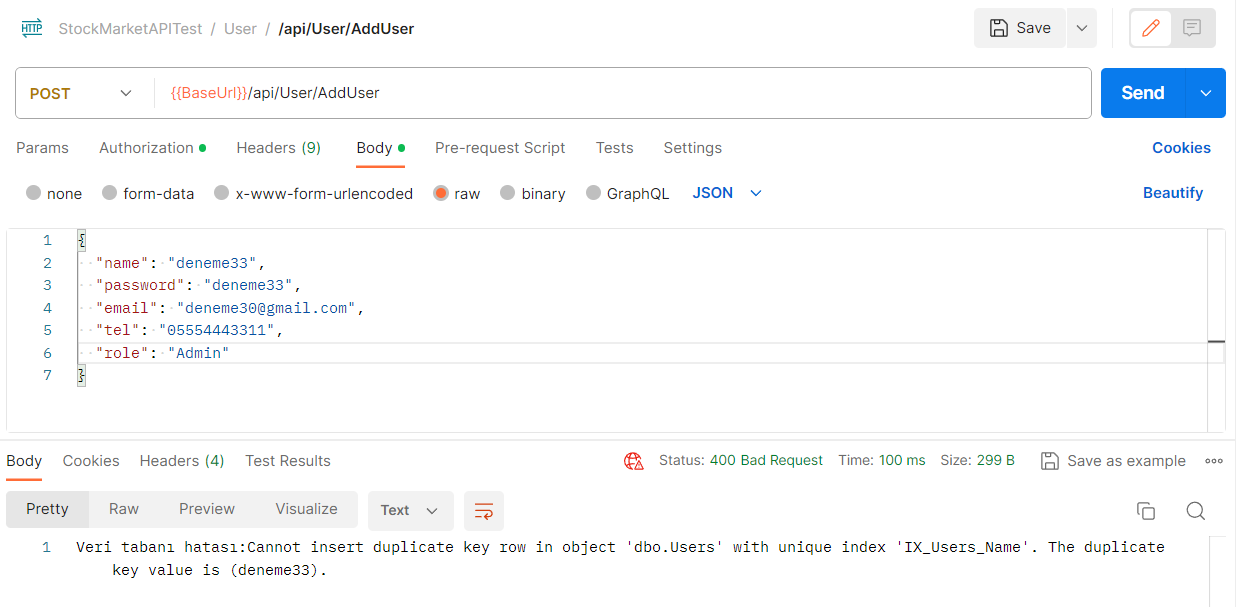 HTTP StockMarketAPITest / User / /api/User/AddUser Save
POST {{BaseUrl}}/api/User/AddUser Send
Params Authorization Headers (9) Body Pre-request Script Tests Settings Cookies
none form-data x-www-form-urlencoded raw binary GraphQL JSON Beautify
1 {
2 "name": "deneme33",
3 "password": "deneme33",
4 "email": "deneme30@gmail.com",
5 "tel": "05554443311",
6 "role": "Admin"
7 }
Body Cookies Headers (4) Test Results Status: 400 Bad Request Time: 100 ms Size: 299 B Save as example
Pretty Raw Preview Visualize Text
1 Veri tabanı hatası:Cannot insert duplicate key row in object 'dbo.Users' with unique index 'IX_Users_Name'. The duplicate
key value is (deneme33).